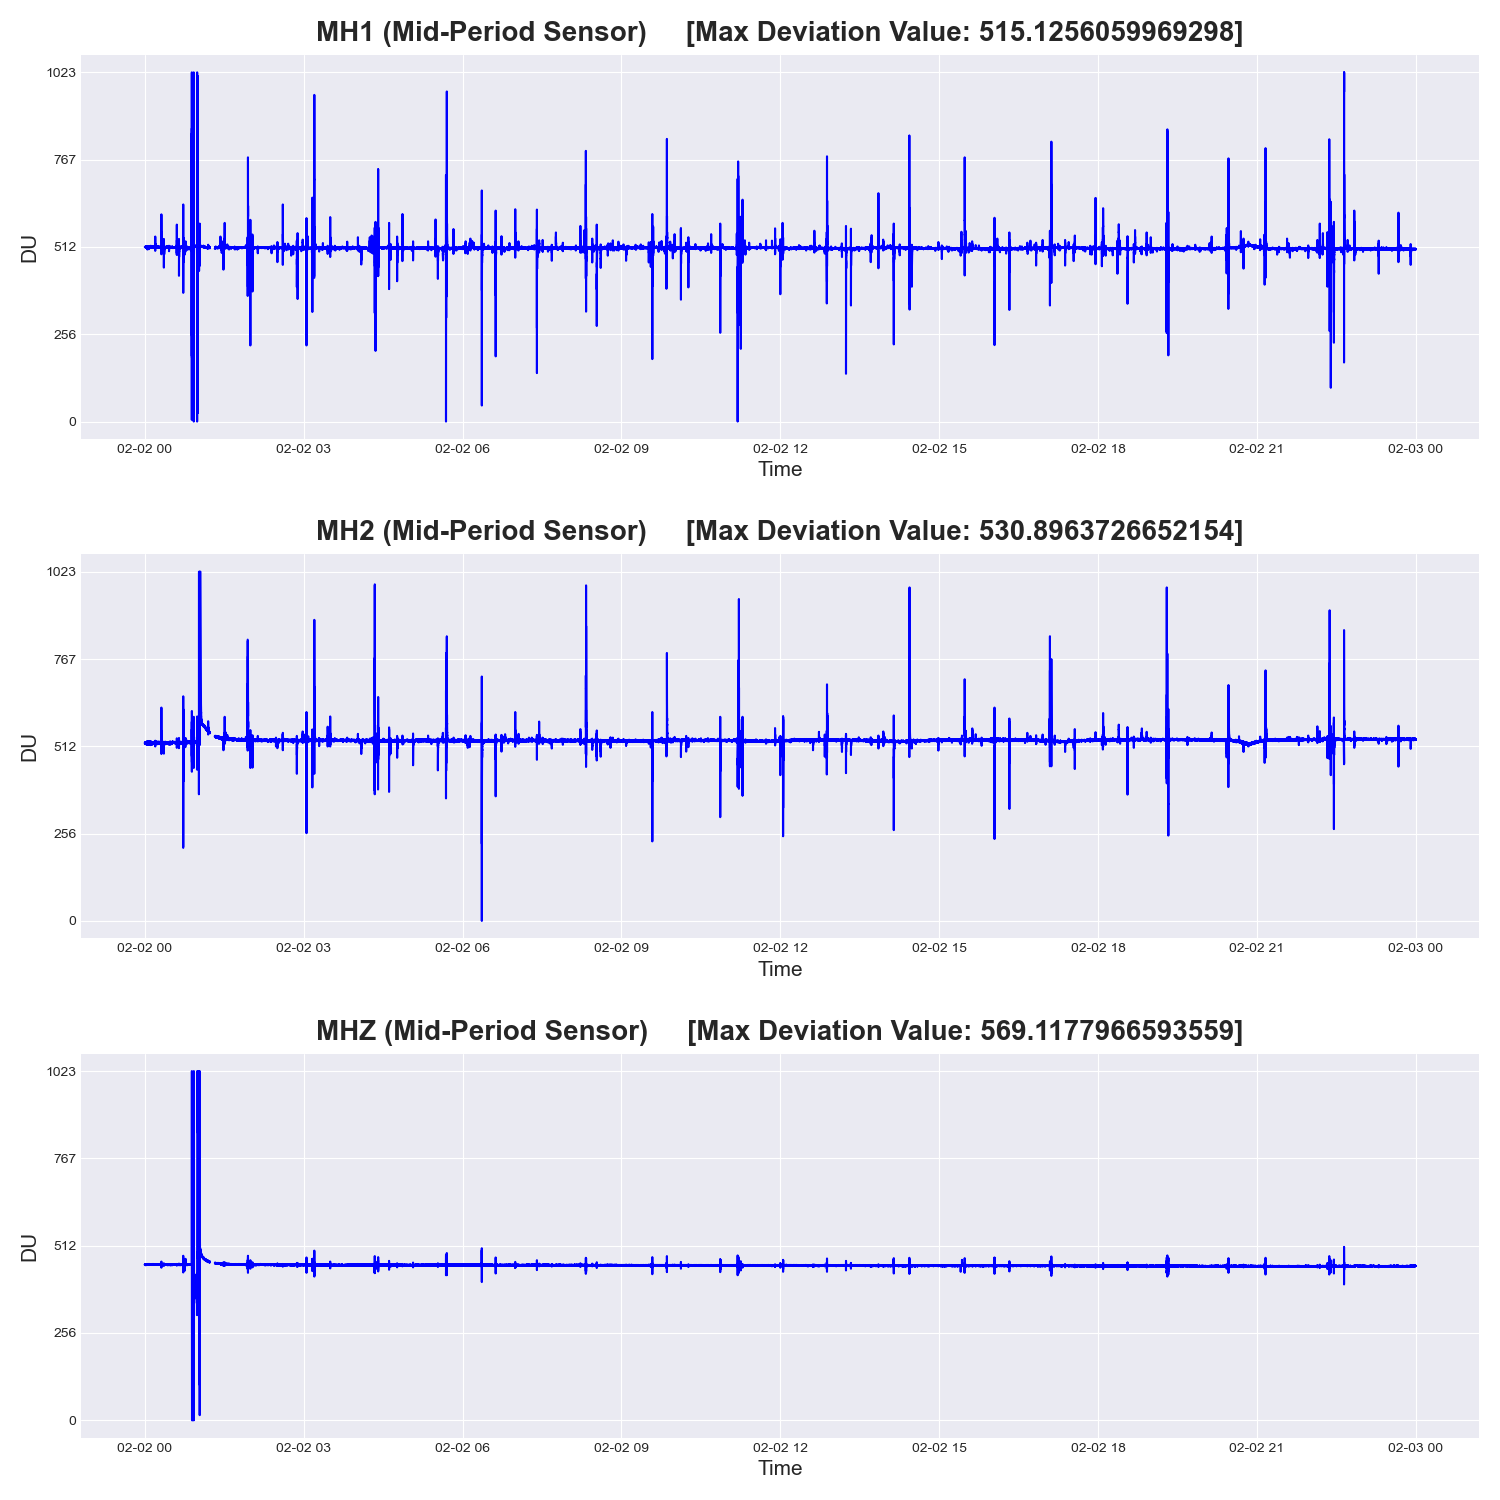 MH1 (Mid-Period Sensor) [Max Deviation Value: 515.1256059969298]
1023
767
512
256
0
DU
02-02 00 02-02 03 02-02 06 02-02 09 02-02 12 02-02 15 02-02 18 02-02 21 02-03 00
Time
MH2 (Mid-Period Sensor) [Max Deviation Value: 530.8963726652154]
1023
767
512
256
0
DU
02-02 00 02-02 03 02-02 06 02-02 09 02-02 12 02-02 15 02-02 18 02-02 21 02-03 00
Time
MHZ (Mid-Period Sensor) [Max Deviation Value: 569.1177966593559]
1023
767
512
256
0
DU
02-02 00 02-02 03 02-02 06 02-02 09 02-02 12 02-02 15 02-02 18 02-02 21 02-03 00
Time